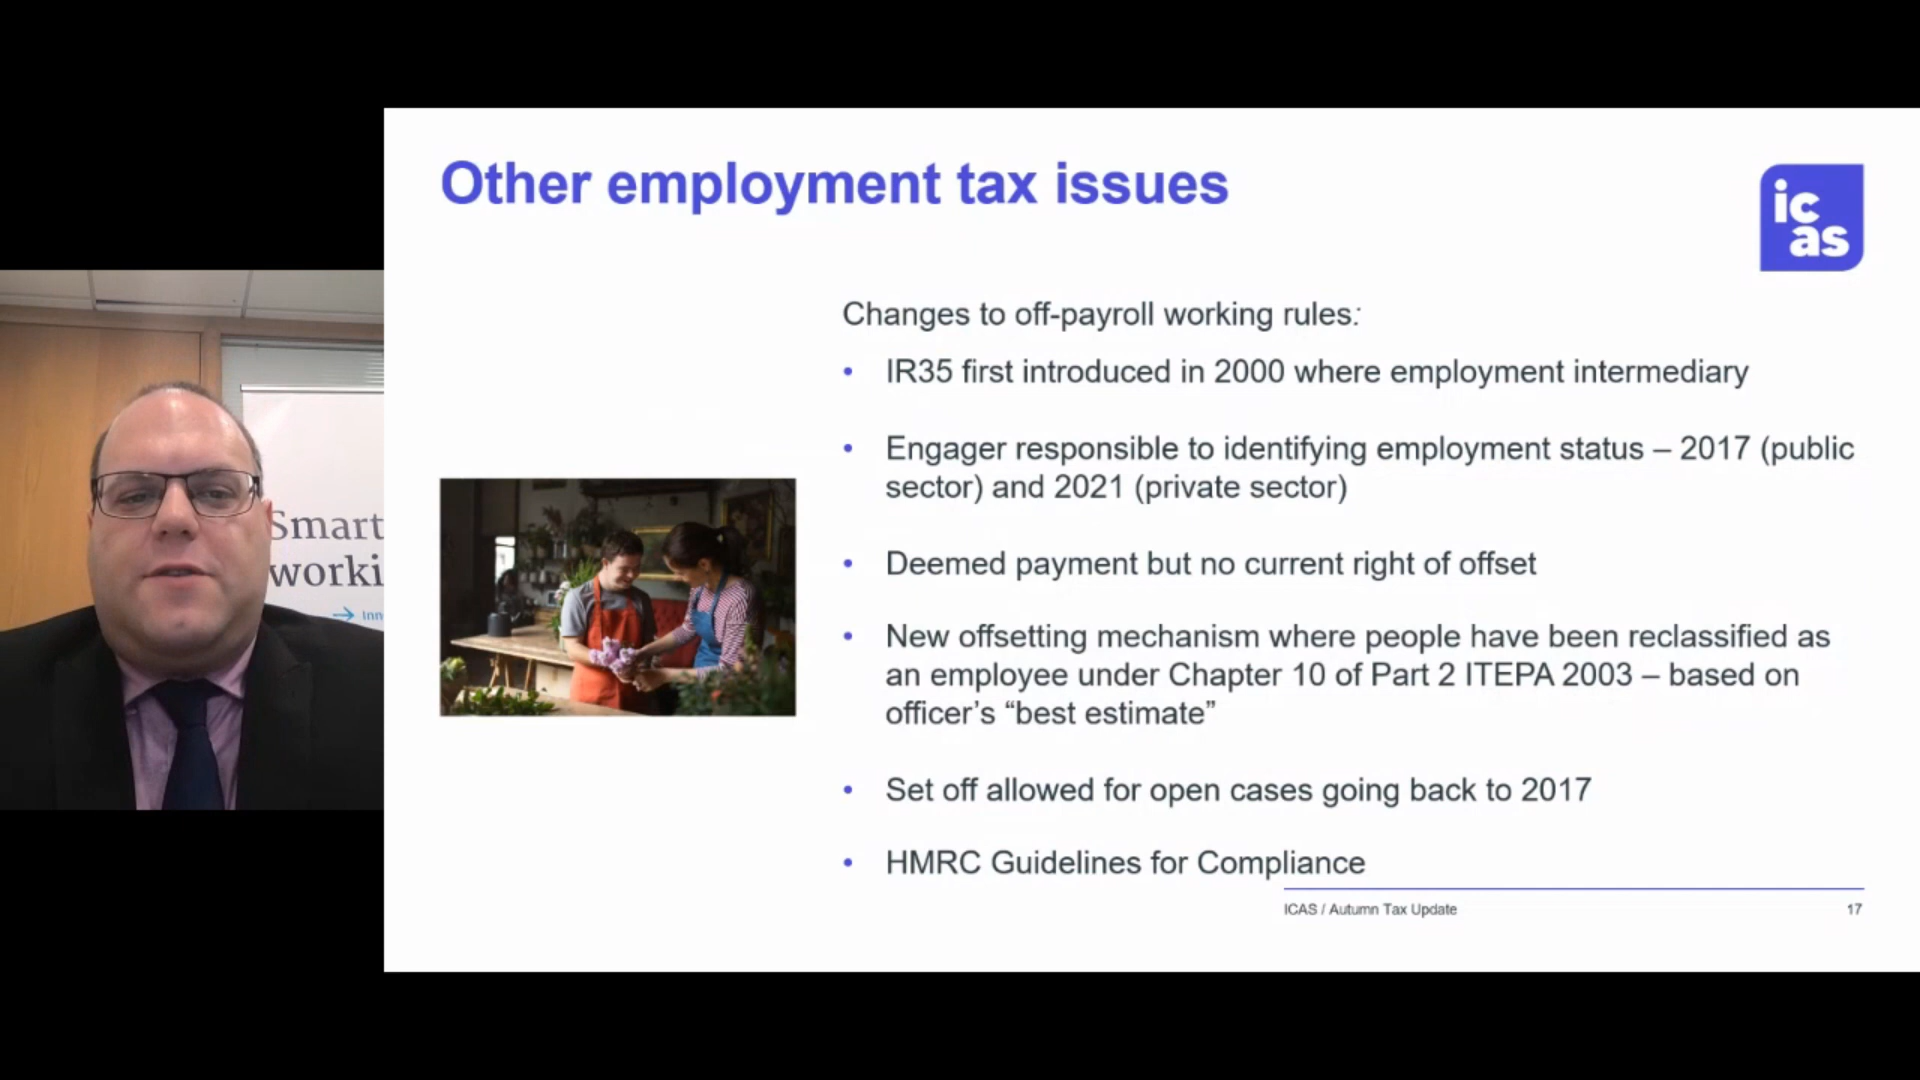 Other employment tax issues
ic
as
Changes to off-payroll working rules:
• IR35 first introduced in 2000 where employment intermediary
• Engager responsible to identifying employment status – 2017 (public
sector) and 2021 (private sector)
• Deemed payment but no current right of offset
• New offsetting mechanism where people have been reclassified as
an employee under Chapter 10 of Part 2 ITEPA 2003 – based on
officer’s “best estimate”
• Set off allowed for open cases going back to 2017
• HMRC Guidelines for Compliance
ICAS / Autumn Tax Update
17
Smart
worki
→ Inn